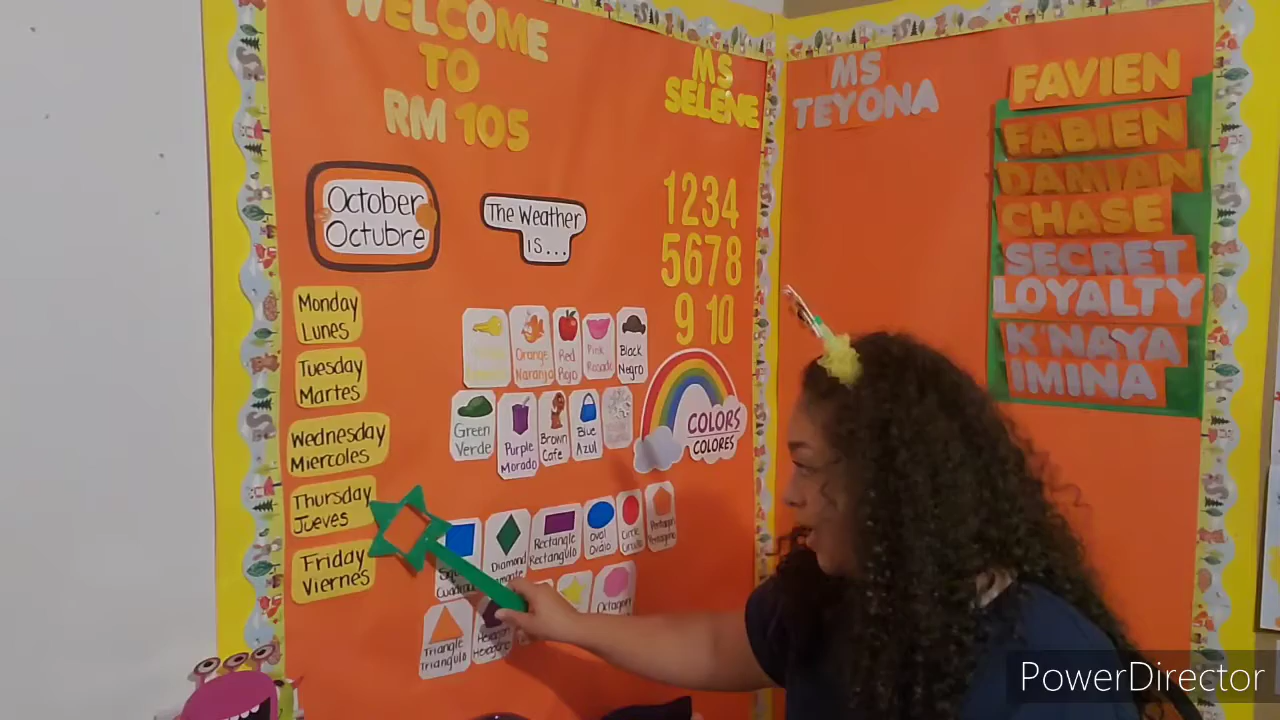 WELCOME
TO
RM 105
MS
SELENE
MS
TEYONA
FAVIEN
FABIEN
DAMIAN
CHASE
SECRET
LOYALTY
K'NAYA
IMINA
October
Octubre
The Weather
is...
1234
5678
9 10
Monday
Lunes
Tuesday
Martes
Wednesday
Miercoles
Thursday
Jueves
Friday
Viernes
Orange
Naranja
Red
Rojo
Pink
Rosado
Black
Negro
Green
Verde
Purple
Morado
Brown
Cafe
Blue
Azul
COLORS
COLORES
Diamond
Rectangle
Rectangulo
Oval
Ovalo
Circle
Circulo
Pentagon
Pentagono
Triangle
Triangulo
Hexagon
Hexagono
Octagon
PowerDirector